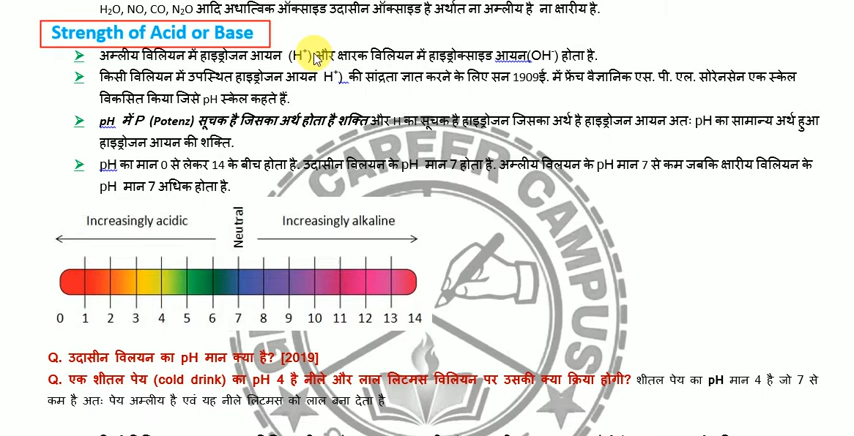 H₂O, NO, CO, N₂O आदि अधात्विक ऑक्साइड उदासीन ऑक्साइड है अर्थात ना अम्लीय है ना क्षारीय है.
Strength of Acid or Base
➢ अम्लीय विलियन में हाइड्रोजन आयन (H⁺) और क्षारक विलियन में हाइड्रोक्साइड आयन(OH⁻) होता है.
➢ किसी विलियन में उपस्थित हाइड्रोजन आयन H⁺) की सांद्रता ज्ञात करने के लिए सन 1909ई. में फ्रेंच वैज्ञानिक एस. पी. एल. सोरेनसेन एक स्केल
विकसित किया जिसे pH स्केल कहते हैं.
➢ pH में P (Potenz) सूचक है जिसका अर्थ होता है शक्ति और H का सूचक है हाइड्रोजन जिसका अर्थ है हाइड्रोजन आयन अतः pH का सामान्य अर्थ हुआ
हाइड्रोजन आयन की शक्ति.
➢ pH का मान 0 से लेकर 14 के बीच होता है. उदासीन विलयन के pH मान 7 होता है. अम्लीय विलयन के pH मान 7 से कम जबकि क्षारीय विलियन के
pH मान 7 अधिक होता है.
Increasingly acidic Neutral Increasingly alkaline
0 1 2 3 4 5 6 7 8 9 10 11 12 13 14
CAREER CAMPUS
Q. उदासीन विलयन का pH मान क्या है? [2019]
Q. एक शीतल पेय (cold drink) का pH 4 है नीले और लाल लिटमस विलियन पर उसकी क्या क्रिया होगी? शीतल पेय का pH मान 4 है जो 7 से
कम है अतः पेय अम्लीय है एवं यह नीले लिटमस को लाल बना देता है